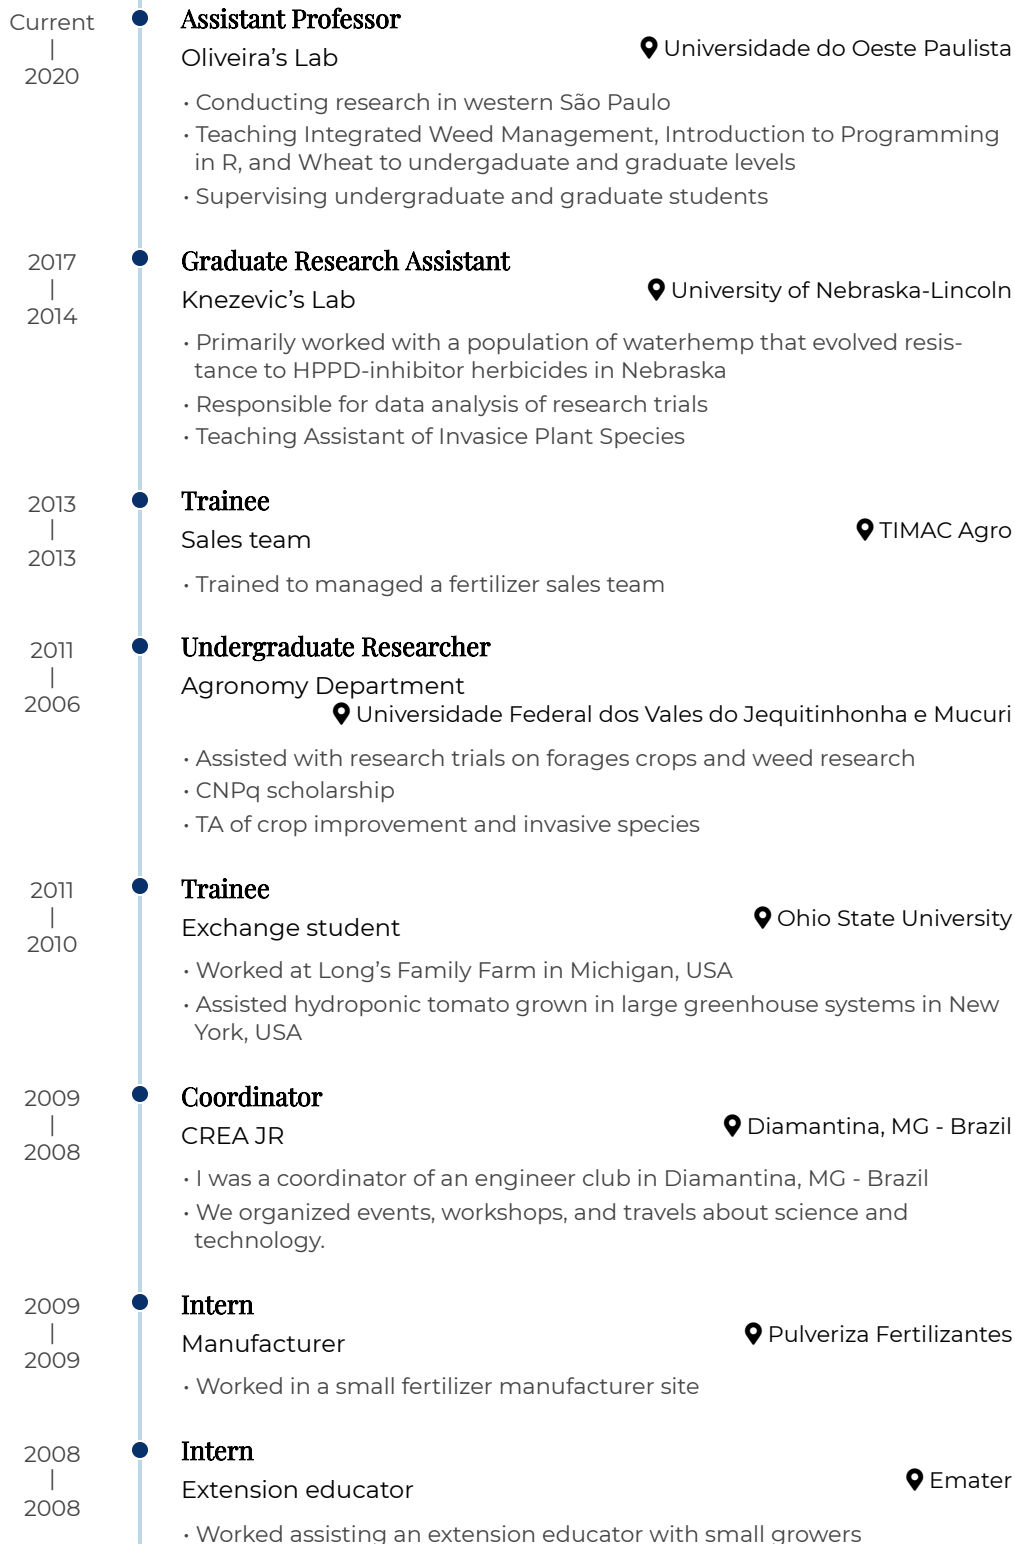 Current
|
2020
Assistant Professor
Oliveira’s Lab
Universidade do Oeste Paulista
• Conducting research in western São Paulo
• Teaching Integrated Weed Management, Introduction to Programming
in R, and Wheat to undergaduate and graduate levels
• Supervising undergraduate and graduate students
2017
|
2014
Graduate Research Assistant
Knezevic’s Lab
University of Nebraska-Lincoln
• Primarily worked with a population of waterhemp that evolved resis-
tance to HPPD-inhibitor herbicides in Nebraska
• Responsible for data analysis of research trials
• Teaching Assistant of Invasice Plant Species
2013
|
2013
Trainee
Sales team
TIMAC Agro
• Trained to managed a fertilizer sales team
2011
|
2006
Undergraduate Researcher
Agronomy Department
Universidade Federal dos Vales do Jequitinhonha e Mucuri
• Assisted with research trials on forages crops and weed research
• CNPq scholarship
• TA of crop improvement and invasive species
2011
|
2010
Trainee
Exchange student
Ohio State University
• Worked at Long’s Family Farm in Michigan, USA
• Assisted hydroponic tomato grown in large greenhouse systems in New
York, USA
2009
|
2008
Coordinator
CREA JR
Diamantina, MG - Brazil
• I was a coordinator of an engineer club in Diamantina, MG - Brazil
• We organized events, workshops, and travels about science and
technology.
2009
|
2009
Intern
Manufacturer
Pulveriza Fertilizantes
• Worked in a small fertilizer manufacturer site
2008
|
2008
Intern
Extension educator
Emater
• Worked assisting an extension educator with small growers